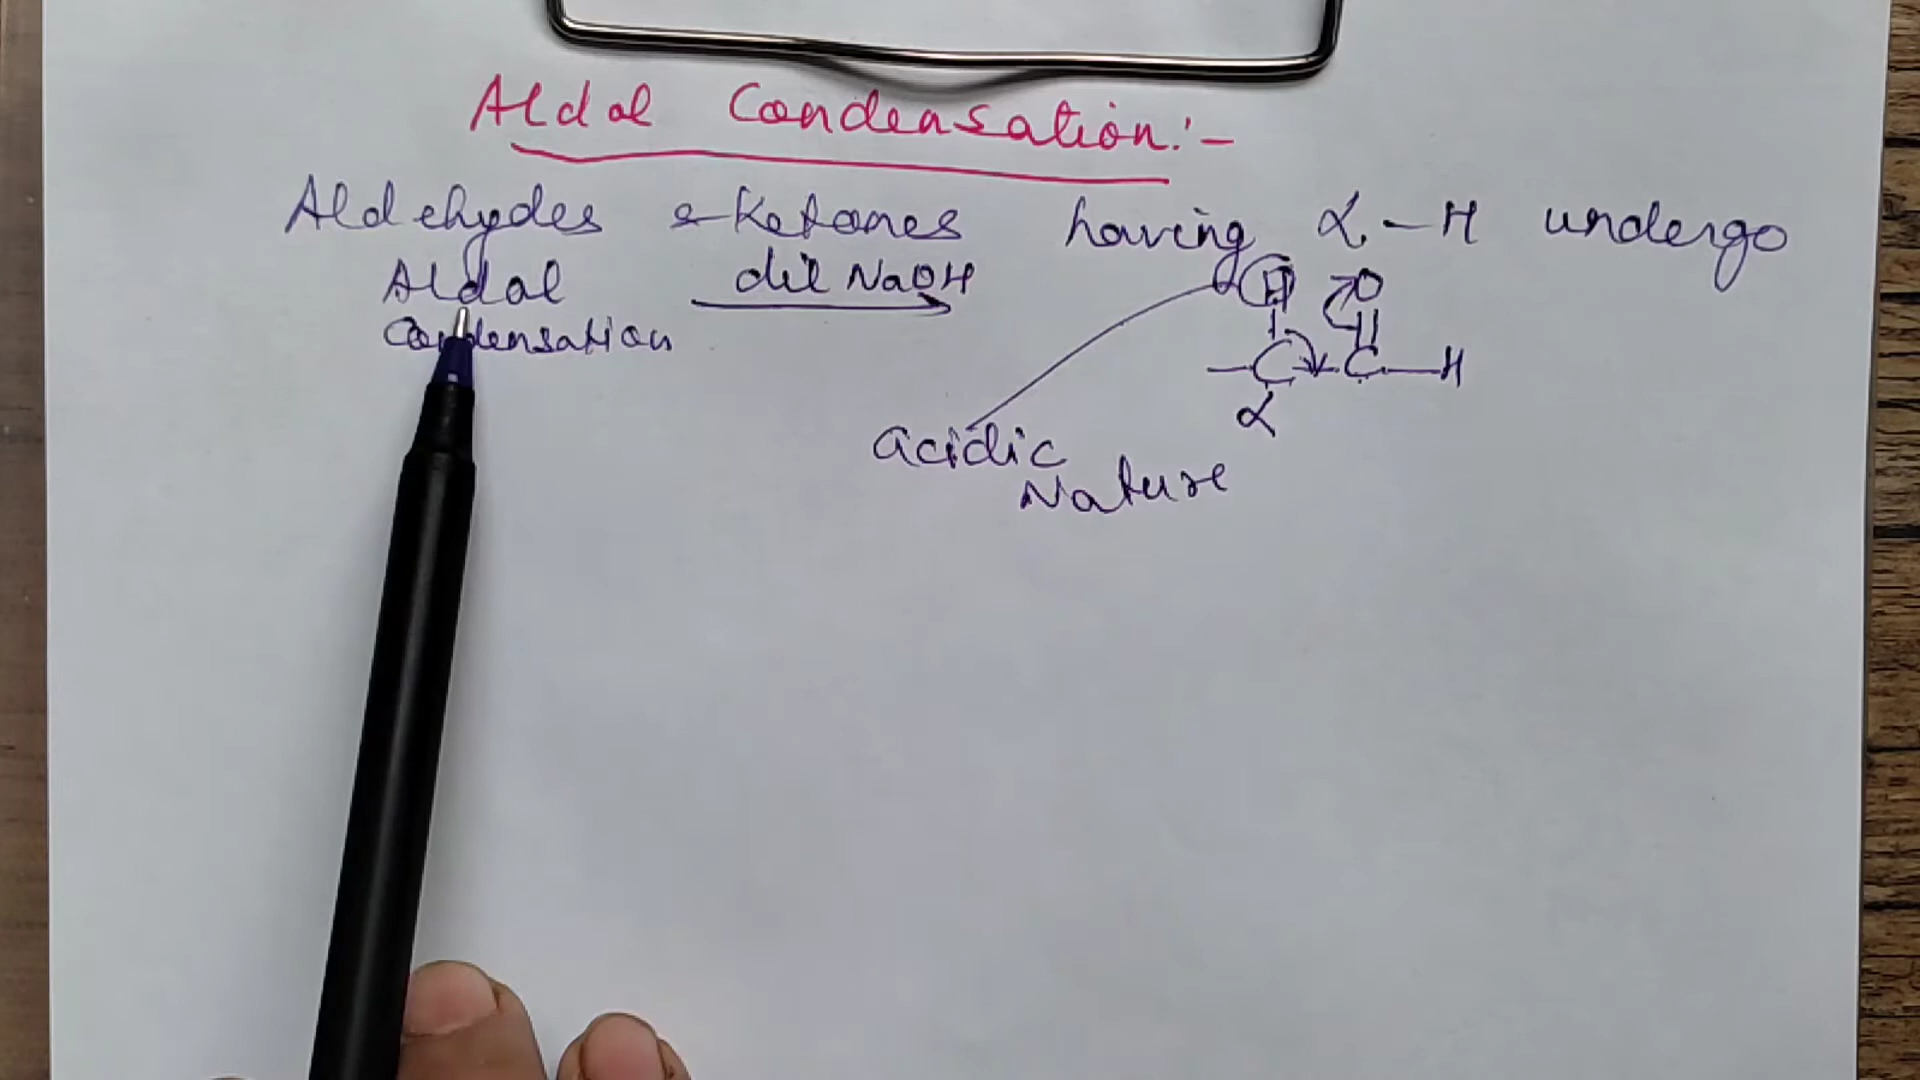 Aldol Condensation:-
Aldehydes & Ketones having α-H undergo
Aldol dil NaOH
Condensation
H O
-C-C-H
α
acidic
Nature